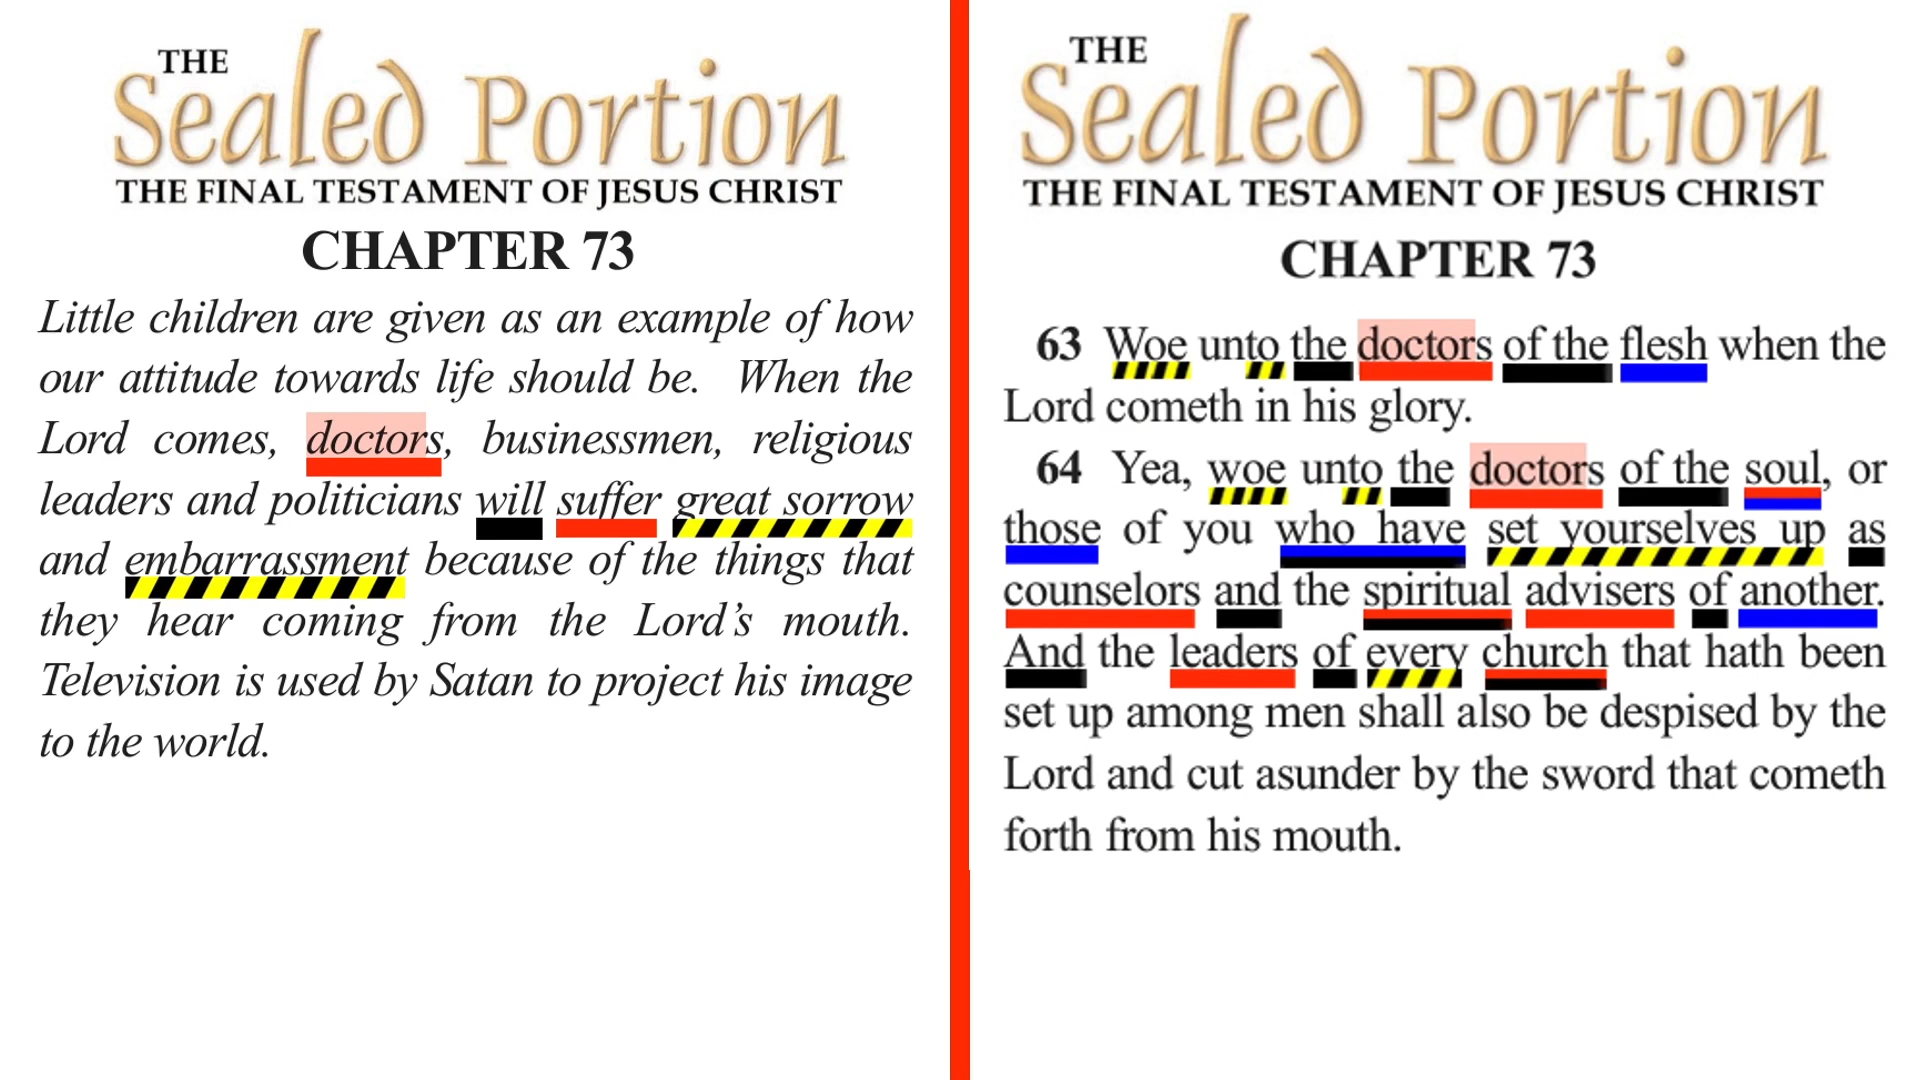 THE
Sealed Portion
THE FINAL TESTAMENT OF JESUS CHRIST
CHAPTER 73
Little children are given as an example of how
our attitude towards life should be. When the
Lord comes, doctors, businessmen, religious
leaders and politicians will suffer great sorrow
and embarrassment because of the things that
they hear coming from the Lord’s mouth.
Television is used by Satan to project his image
to the world.
THE
Sealed Portion
THE FINAL TESTAMENT OF JESUS CHRIST
CHAPTER 73
63 Woe unto the doctors of the flesh when the
Lord cometh in his glory.
64 Yea, woe unto the doctors of the soul, or
those of you who have set yourselves up as
counselors and the spiritual advisers of another.
And the leaders of every church that hath been
set up among men shall also be despised by the
Lord and cut asunder by the sword that cometh
forth from his mouth.